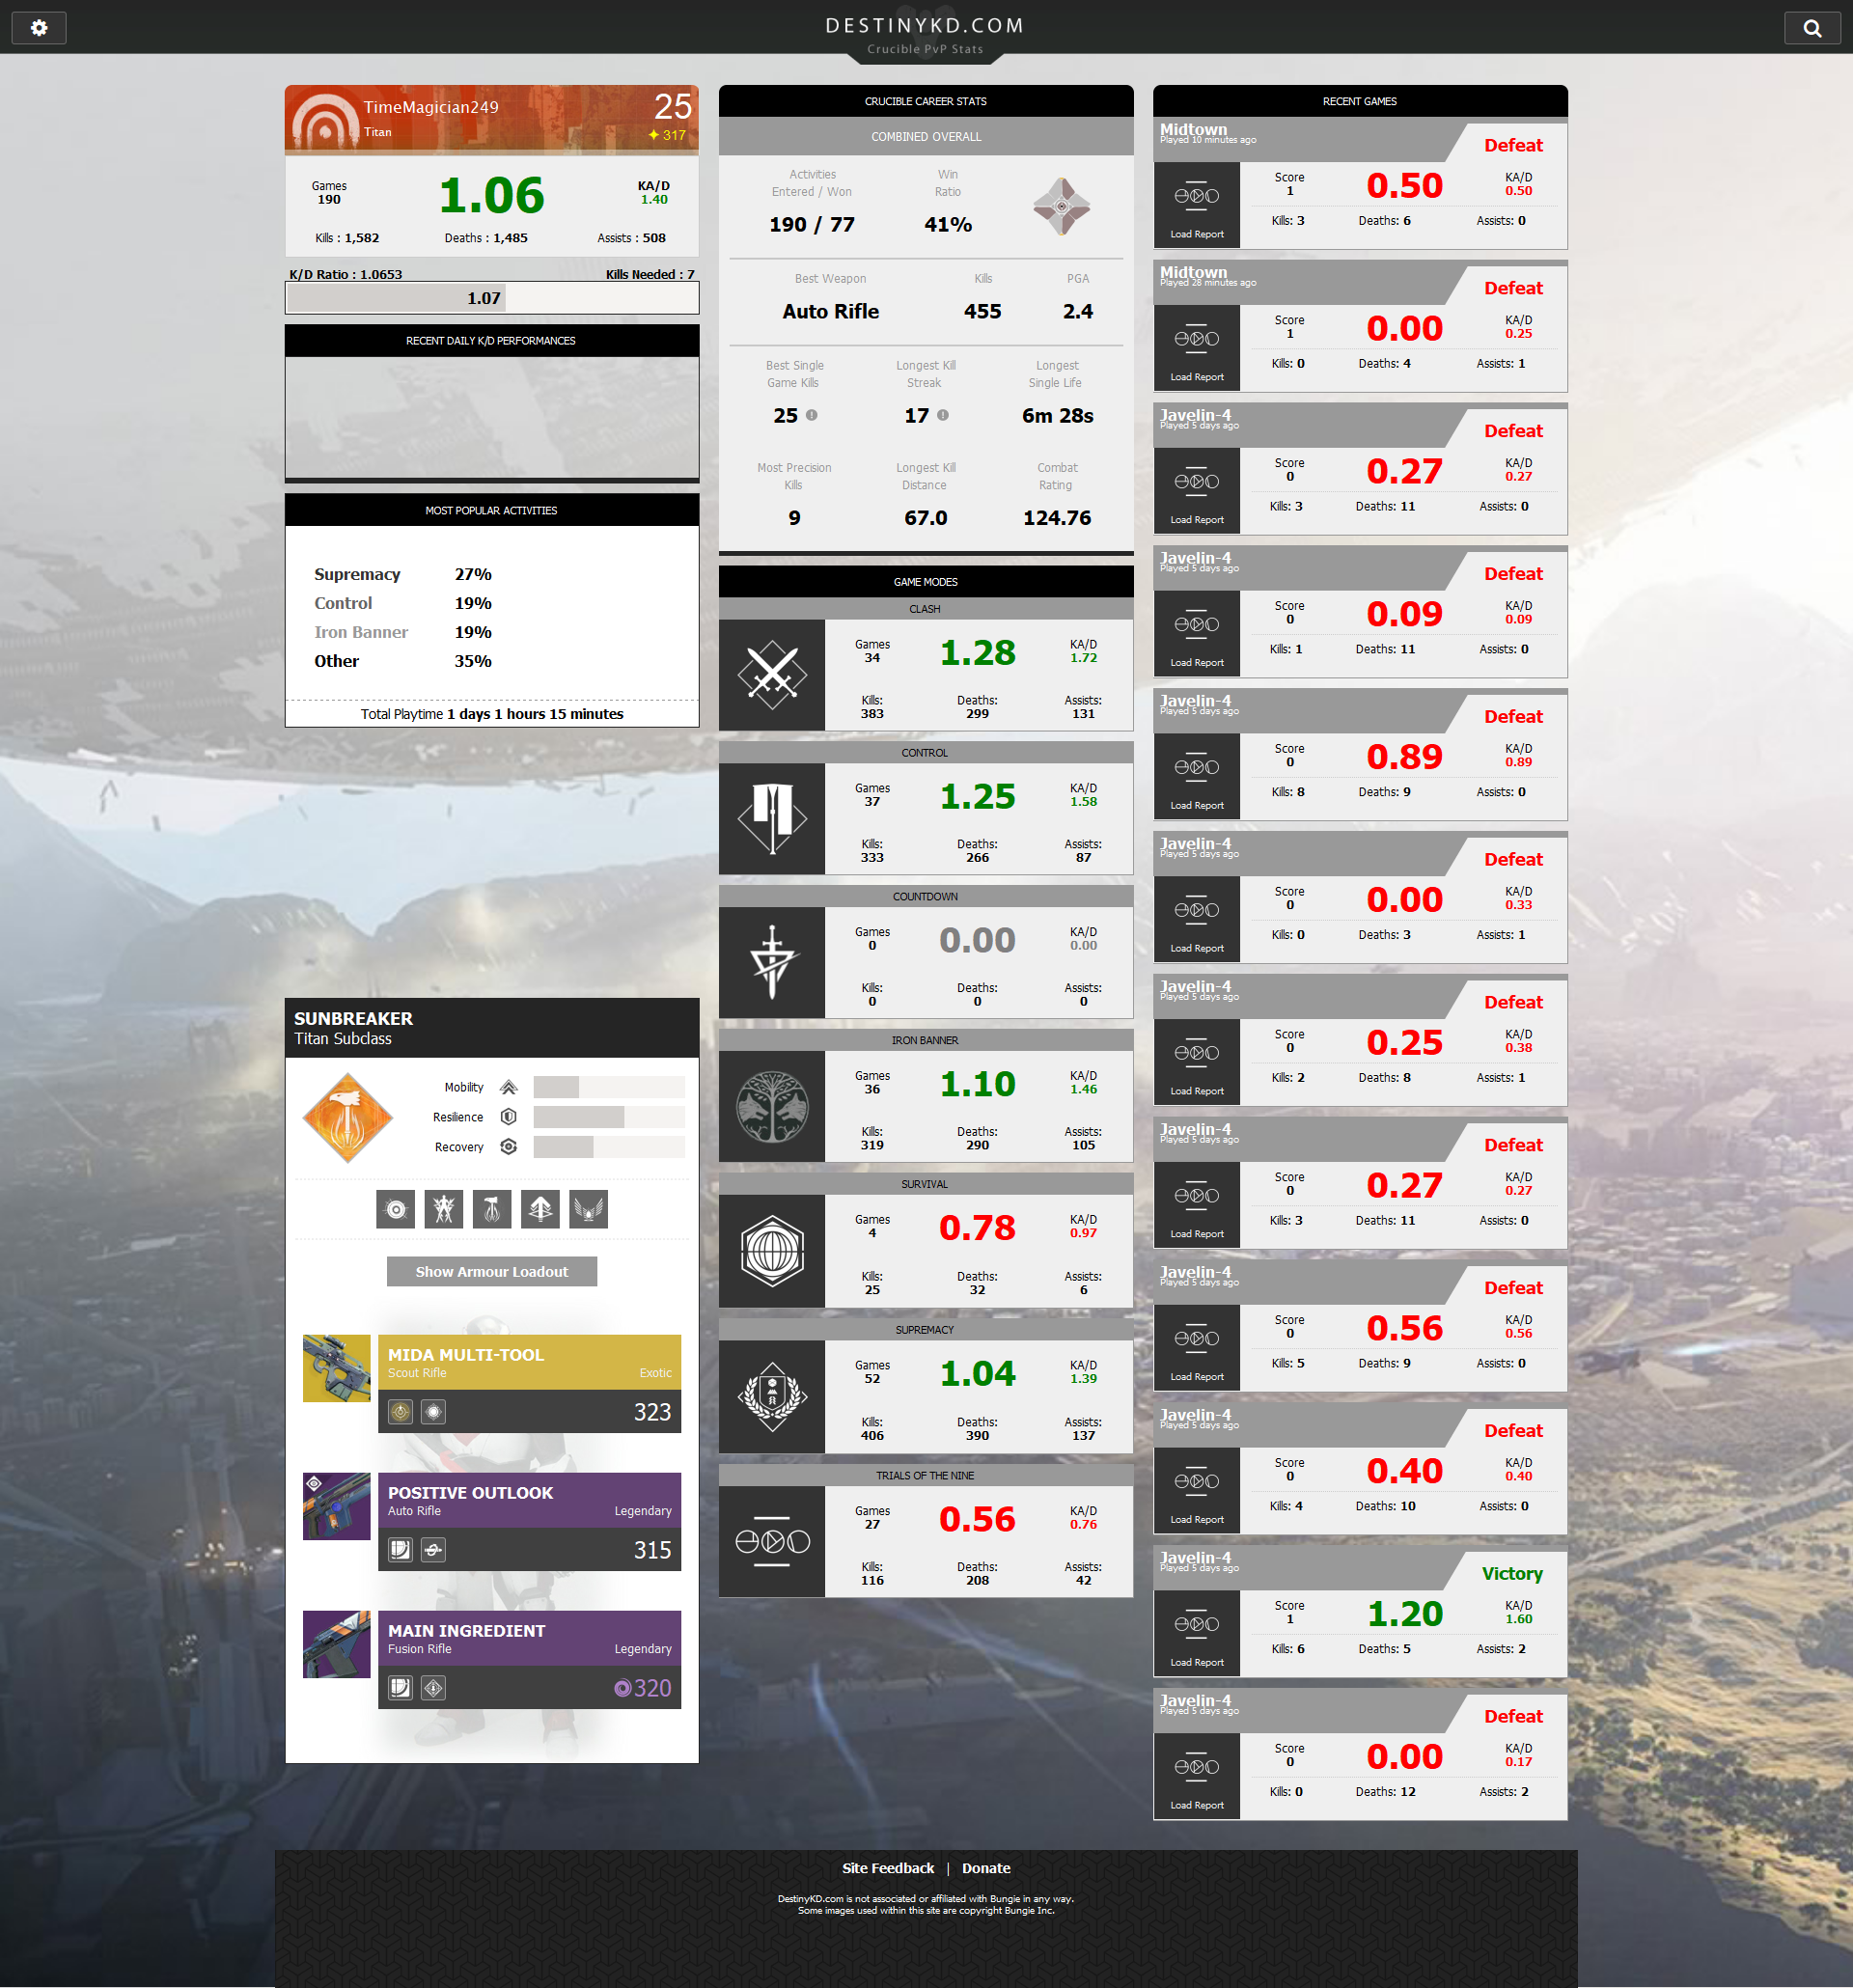 DESTINYKD.COM
Crucible PvP Stats
TimeMagician249
25
Titan
317
Games
190
1.06
KA/D
1.40
Kills : 1,582
Deaths : 1,485
Assists : 508
K/D Ratio : 1.0653
Kills Needed : 7
1.07
RECENT DAILY K/D PERFORMANCES
MOST POPULAR ACTIVITIES
Supremacy 27%
Control 19%
Iron Banner 19%
Other 35%
Total Playtime 1 days 1 hours 15 minutes
SUNBREAKER
Titan Subclass
Mobility
Resilience
Recovery
Show Armour Loadout
MIDA MULTI-TOOL
Scout Rifle Exotic
323
POSITIVE OUTLOOK
Auto Rifle Legendary
315
MAIN INGREDIENT
Fusion Rifle Legendary
320
CRUCIBLE CAREER STATS
COMBINED OVERALL
Activities Win
Entered / Won Ratio
190 / 77 41%
Best Weapon Kills PGA
Auto Rifle 455 2.4
Best Single Longest Kill Longest
Game Kills Streak Single Life
25 17 6m 28s
Most Precision Longest Kill Combat
Kills Distance Rating
9 67.0 124.76
GAME MODES
CLASH
Games 1.28 KA/D
34 1.72
Kills: Deaths: Assists:
383 299 131
CONTROL
Games 1.25 KA/D
37 1.58
Kills: Deaths: Assists:
333 266 87
COUNTDOWN
Games 0.00 KA/D
0 0.00
Kills: Deaths: Assists:
0 0 0
IRON BANNER
Games 1.10 KA/D
36 1.46
Kills: Deaths: Assists:
319 290 105
SURVIVAL
Games 0.78 KA/D
4 0.97
Kills: Deaths: Assists:
25 32 6
SUPREMACY
Games 1.04 KA/D
52 1.39
Kills: Deaths: Assists:
406 390 137
TRIALS OF THE NINE
Games 0.56 KA/D
27 0.76
Kills: Deaths: Assists:
116 208 42
RECENT GAMES
Midtown
Played 10 minutes ago
Defeat
Score 0.50 KA/D
1 0.50
Kills: 3 Deaths: 6 Assists: 0
Load Report
Midtown
Played 28 minutes ago
Defeat
Score 0.00 KA/D
1 0.25
Kills: 0 Deaths: 4 Assists: 1
Load Report
Javelin-4
Played 5 days ago
Defeat
Score 0.27 KA/D
0 0.27
Kills: 3 Deaths: 11 Assists: 0
Load Report
Javelin-4
Played 5 days ago
Defeat
Score 0.09 KA/D
0 0.09
Kills: 1 Deaths: 11 Assists: 0
Load Report
Javelin-4
Played 5 days ago
Defeat
Score 0.89 KA/D
0 0.89
Kills: 8 Deaths: 9 Assists: 0
Load Report
Javelin-4
Played 5 days ago
Defeat
Score 0.00 KA/D
0 0.33
Kills: 0 Deaths: 3 Assists: 1
Load Report
Javelin-4
Played 5 days ago
Defeat
Score 0.25 KA/D
0 0.38
Kills: 2 Deaths: 8 Assists: 1
Load Report
Javelin-4
Played 5 days ago
Defeat
Score 0.27 KA/D
0 0.27
Kills: 3 Deaths: 11 Assists: 0
Load Report
Javelin-4
Played 5 days ago
Defeat
Score 0.56 KA/D
0 0.56
Kills: 5 Deaths: 9 Assists: 0
Load Report
Javelin-4
Played 5 days ago
Defeat
Score 0.40 KA/D
0 0.40
Kills: 4 Deaths: 10 Assists: 0
Load Report
Javelin-4
Played 5 days ago
Victory
Score 1.20 KA/D
1 1.60
Kills: 6 Deaths: 5 Assists: 2
Load Report
Javelin-4
Played 5 days ago
Defeat
Score 0.00 KA/D
0 0.17
Kills: 0 Deaths: 12 Assists: 2
Load Report
Site Feedback | Donate
DestinyKD.com is not associated or affiliated with Bungie in any way.
Some images used within this site are copyright Bungie Inc.